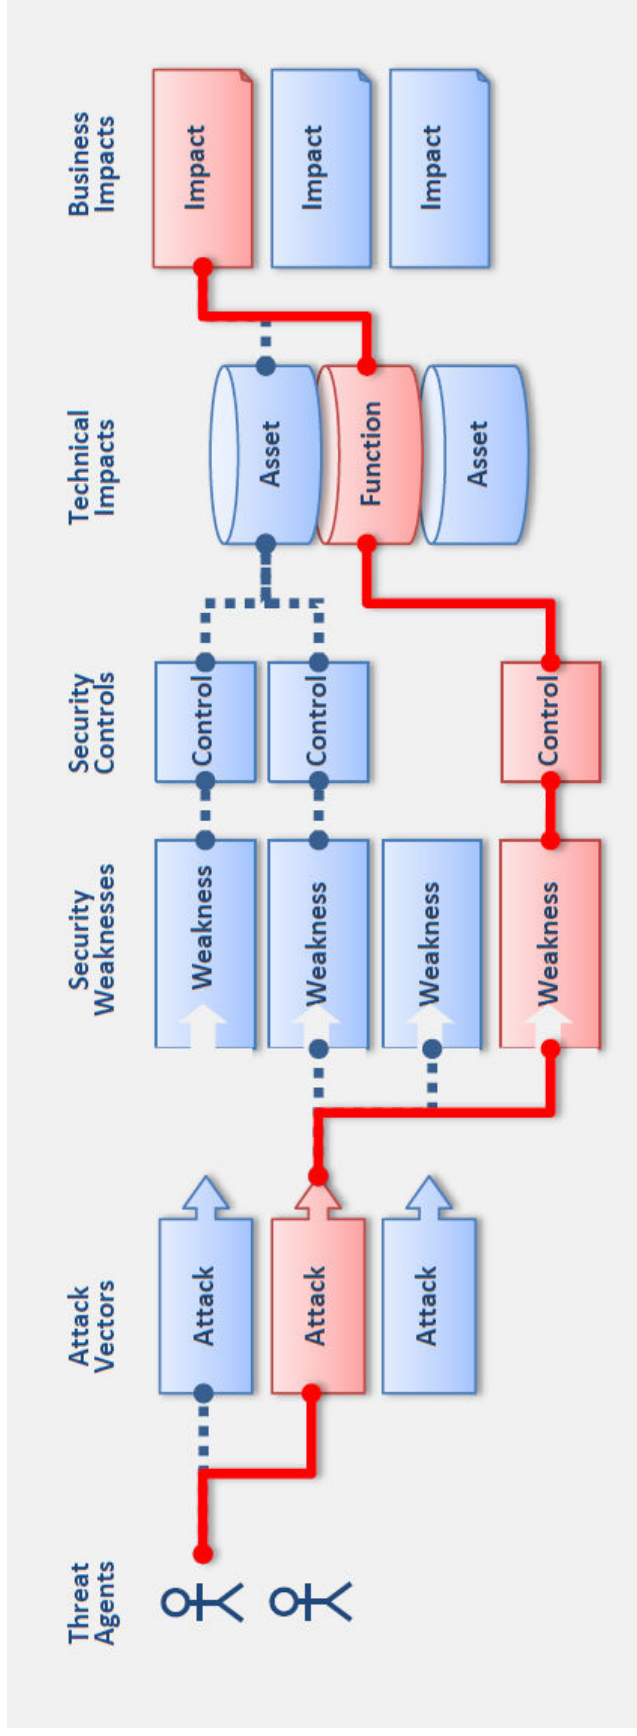 Threat
Agents
Attack
Vectors
Security
Weaknesses
Security
Controls
Technical
Impacts
Business
Impacts
Attack
Weakness
Control
Asset
Impact
Attack
Weakness
Control
Function
Impact
Attack
Weakness
Asset
Impact
Weakness
Control